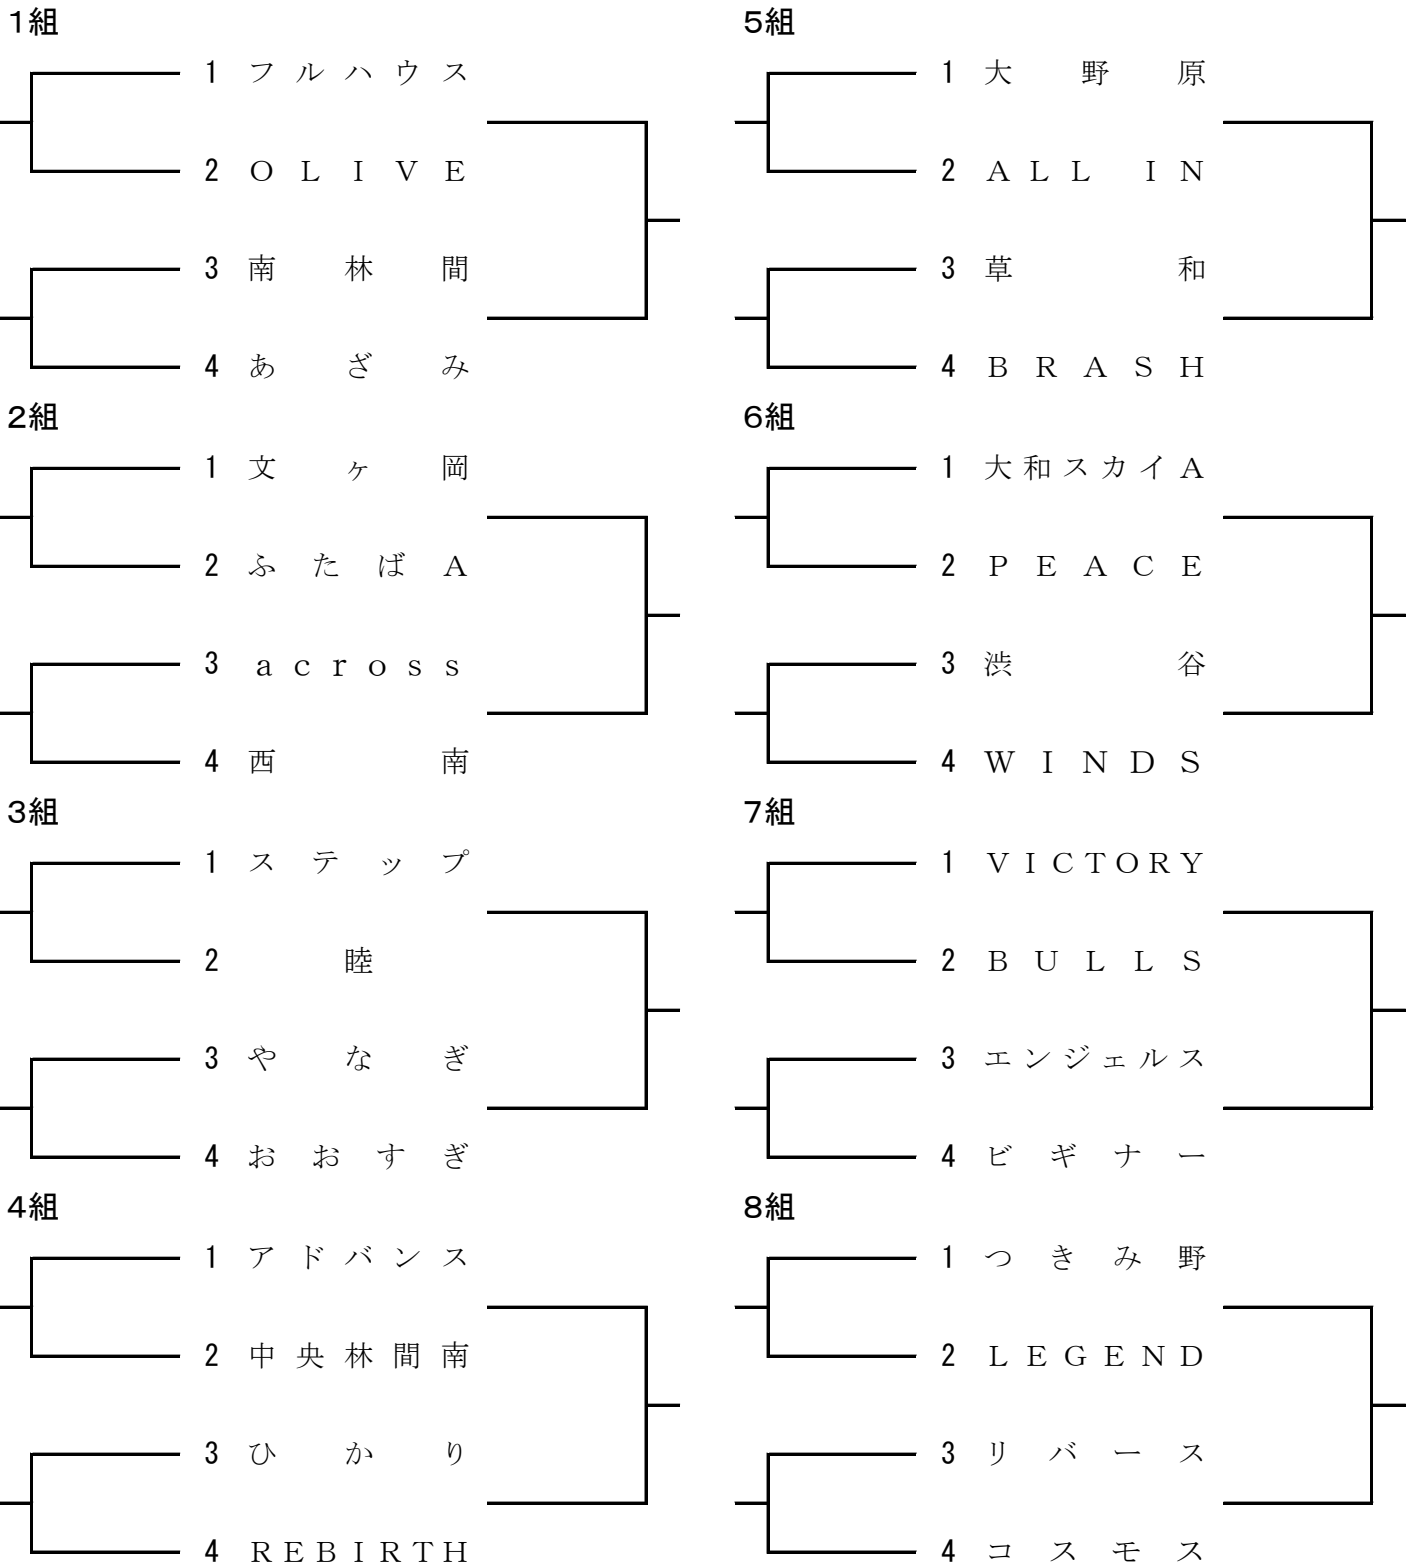 1組
1 フルハウス
2 ＯＬＩＶＥ
3 南林間
4 あざみ
2組
1 文ヶ岡
2 ふたばＡ
3 ａｃｒｏｓｓ
4 西南
3組
1 ステップ
2 睦
3 やなぎ
4 おおすぎ
4組
1 アドバンス
2 中央林間南
3 ひかり
4 ＲＥＢＩＲＴＨ
5組
1 大野原
2 ＡＬＬ ＩＮ
3 草和
4 ＢＲＡＳＨ
6組
1 大和スカイＡ
2 ＰＥＡＣＥ
3 渋谷
4 ＷＩＮＤＳ
7組
1 ＶＩＣＴＯＲＹ
2 ＢＵＬＬＳ
3 エンジェルス
4 ビギナー
8組
1 つきみ野
2 ＬＥＧＥＮＤ
3 リバース
4 コスモス